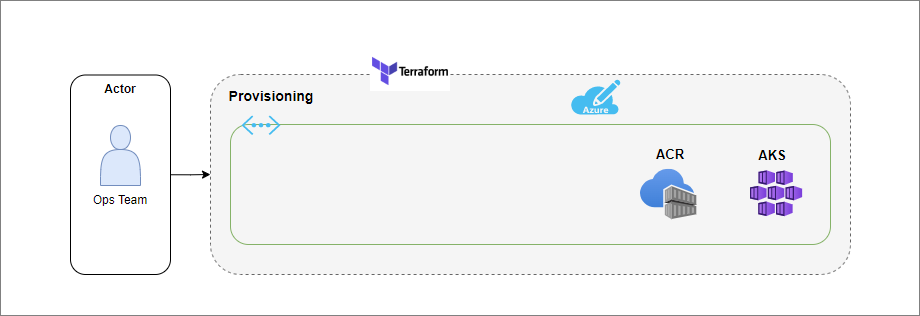 Terraform
Actor
Provisioning
Azure
ACR
AKS
Ops Team